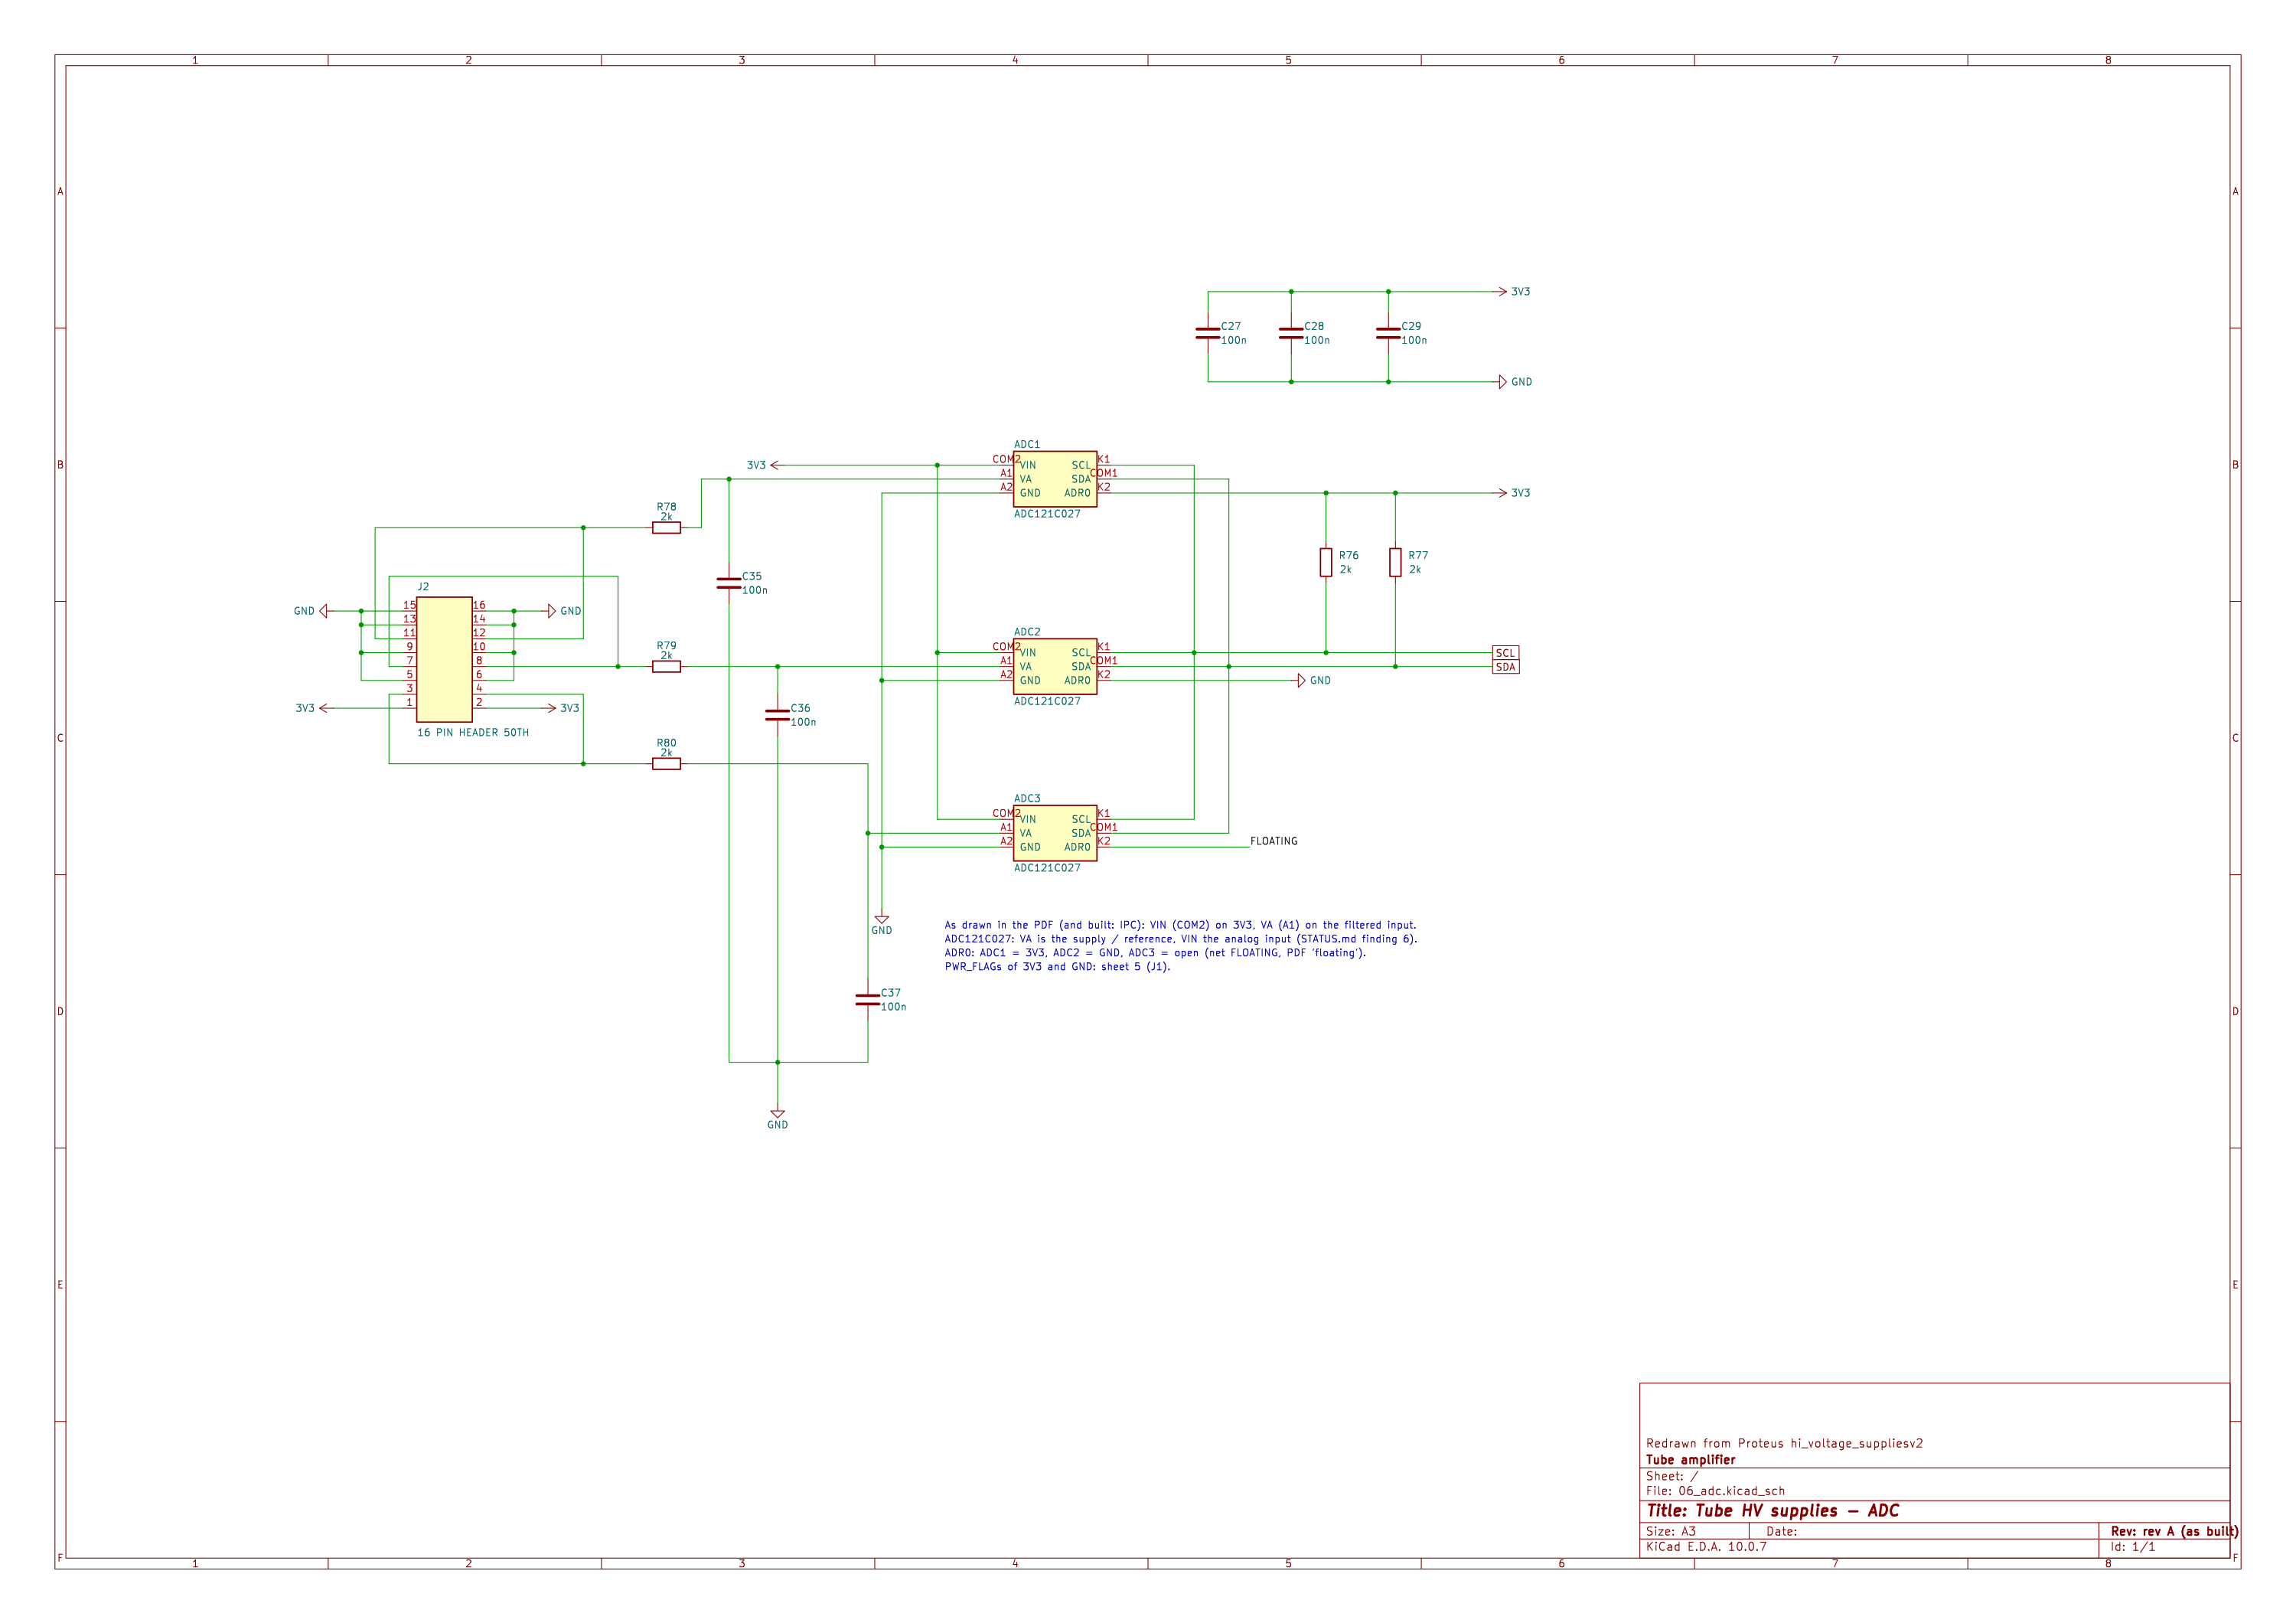 1 2 3 4 5 6 7 8
A A
3V3
C27 C28 C29
100n 100n 100n
GND
ADC1
B B
3V3
COM2 VIN SCL K1
A1 VA SDA COM1
A2 GND ADR0 K2
3V3
ADC121C027
R78
2k
R76 R77
2k 2k
C35
100n
J2
GND
15 16
GND
13 14
11 12
9 10
7 8
5 6
3 4
3V3
1 2
3V3
16 PIN HEADER 50TH
R79
2k
ADC2
COM2 VIN SCL K1
A1 VA SDA COM1
A2 GND ADR0 K2
ADC121C027
SCL
SDA
GND
C36
100n
C C
R80
2k
ADC3
COM2 VIN SCL K1
A1 VA SDA COM1
A2 GND ADR0 K2
ADC121C027
FLOATING
GND
As drawn in the PDF (and built: IPC): VIN (COM2) on 3V3, VA (A1) on the filtered input.
ADC121C027: VA is the supply / reference, VIN the analog input (STATUS.md finding 6).
ADR0: ADC1 = 3V3, ADC2 = GND, ADC3 = open (net FLOATING, PDF 'floating').
PWR_FLAGs of 3V3 and GND: sheet 5 (J1).
C37
100n
D D
GND
E E
Redrawn from Proteus hi_voltage_suppliesv2
Tube amplifier
Sheet: /
File: 06_adc.kicad_sch
Title: Tube HV supplies – ADC
Size: A3 Date: Rev: rev A (as built)
KiCad E.D.A. 10.0.7 Id: 1/1
F F
1 2 3 4 5 6 7 8